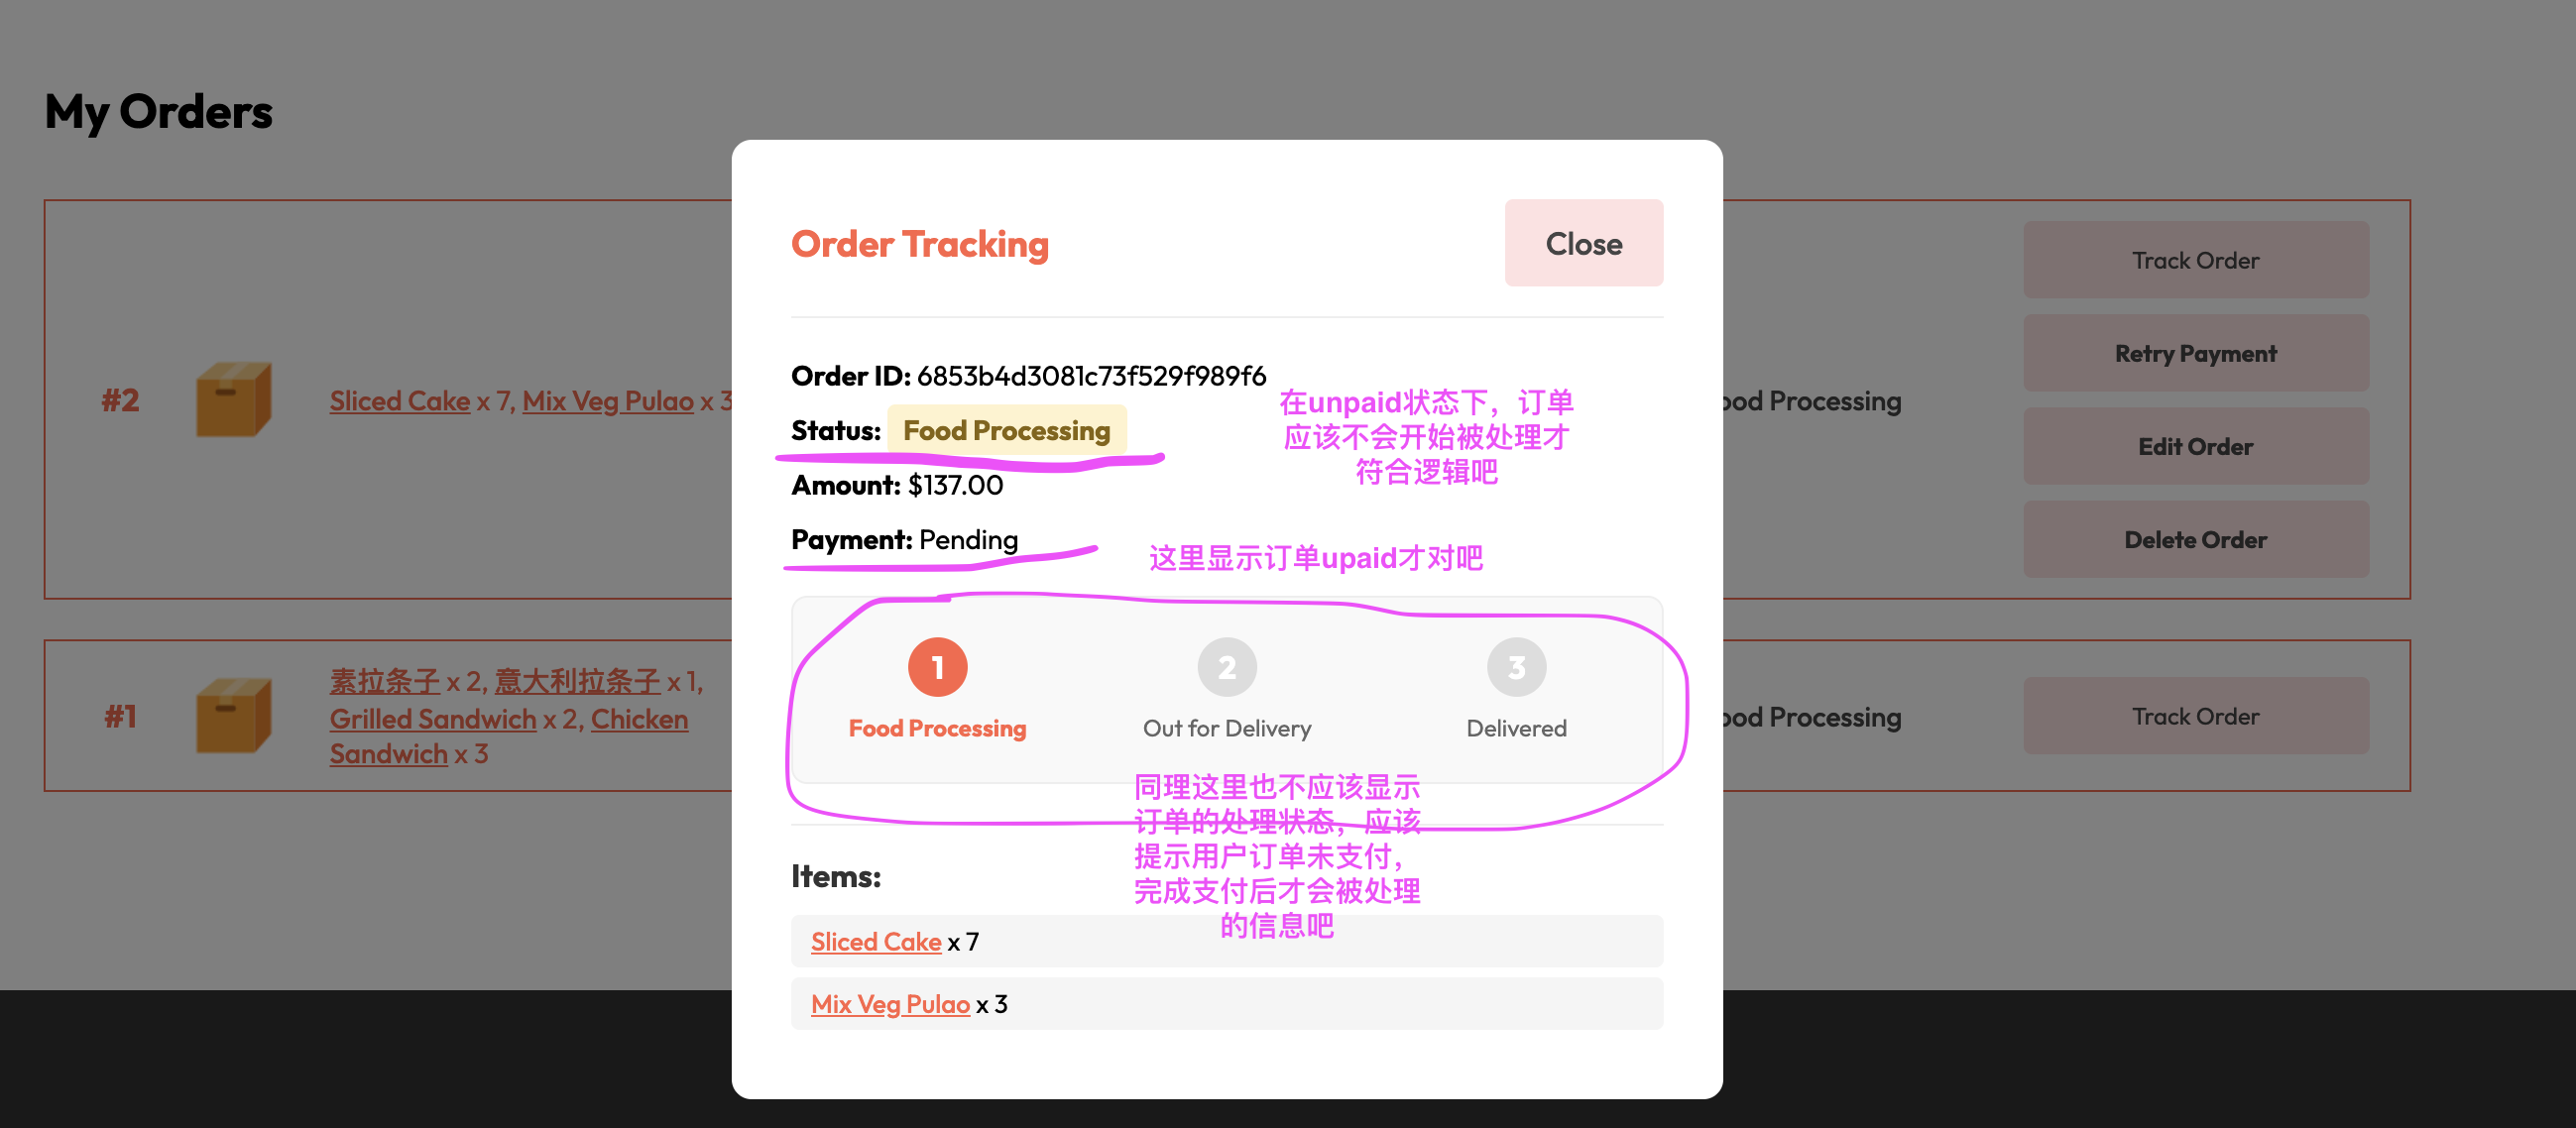 My Orders
Order Tracking
Close
Track Order
Retry Payment
Edit Order
Delete Order
#2
Sliced Cake x 7, Mix Veg Pulao x 3
ood Processing
Order ID: 6853b4d3081c73f529f989f6
Status: Food Processing
在unpaid状态下，订单
应该不会开始被处理才
符合逻辑吧
Amount: $137.00
Payment: Pending
这里显示订单upaid才对吧
1
Food Processing
2
Out for Delivery
3
Delivered
同理这里也不应该显示
订单的处理状态，应该
提示用户订单未支付，
完成支付后才会被处理
的信息吧
#1
素拉条子 x 2, 意大利拉条子 x 1,
Grilled Sandwich x 2, Chicken
Sandwich x 3
ood Processing
Track Order
Items:
Sliced Cake x 7
Mix Veg Pulao x 3